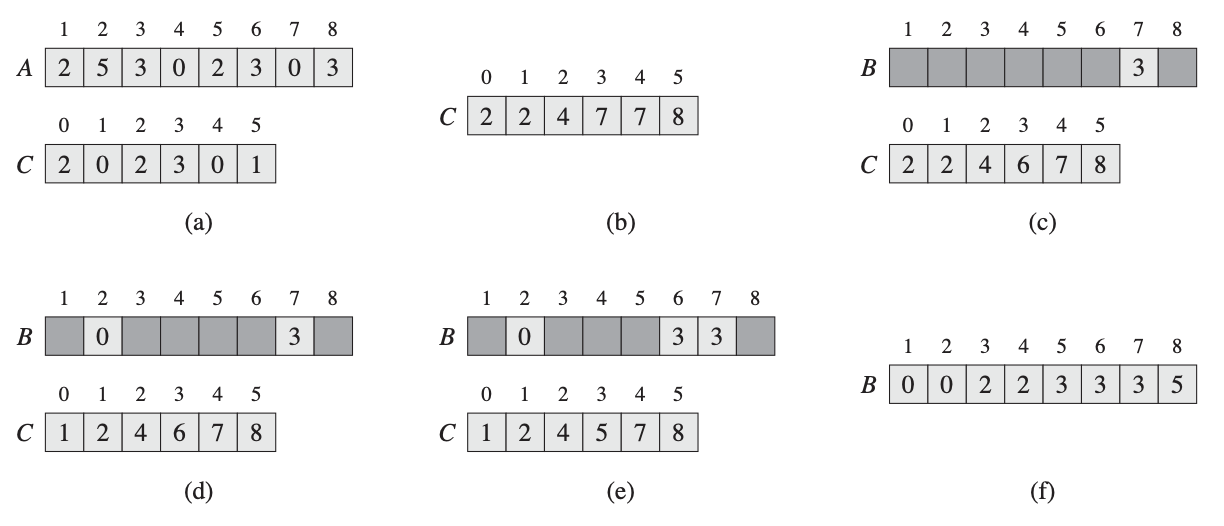 1 2 3 4 5 6 7 8
A 2 5 3 0 2 3 0 3
0 1 2 3 4 5
C 2 0 2 3 0 1
(a)
0 1 2 3 4 5
C 2 2 4 7 7 8
(b)
1 2 3 4 5 6 7 8
B 3
0 1 2 3 4 5
C 2 2 4 6 7 8
(c)
1 2 3 4 5 6 7 8
B 0 3
0 1 2 3 4 5
C 1 2 4 6 7 8
(d)
1 2 3 4 5 6 7 8
B 0 3 3
0 1 2 3 4 5
C 1 2 4 5 7 8
(e)
1 2 3 4 5 6 7 8
B 0 0 2 2 3 3 3 5
(f)